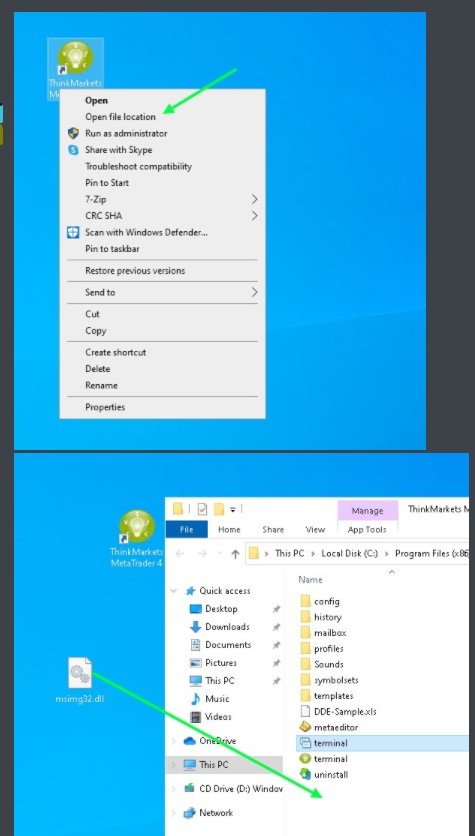 ThinkMarkets
Open
Open file location
Run as administrator
Share with Skype
Troubleshoot compatibility
Pin to Start
7-Zip
CRC SHA
Scan with Windows Defender...
Pin to taskbar
Restore previous versions
Send to
Cut
Copy
Create shortcut
Delete
Rename
Properties
ThinkMarkets
MetaTrader 4
msimg32.dll
Manage
ThinkMarkets M
File
Home
Share
View
App Tools
This PC > Local Disk (C:) > Program Files (x86
Name
Quick access
Desktop
Downloads
Documents
Pictures
This PC
Music
Videos
OneDrive
This PC
CD Drive (D:) Window
Network
config
history
mailbox
profiles
Sounds
symbolsets
templates
DDE-Sample.xls
metaeditor
terminal
terminal
uninstall